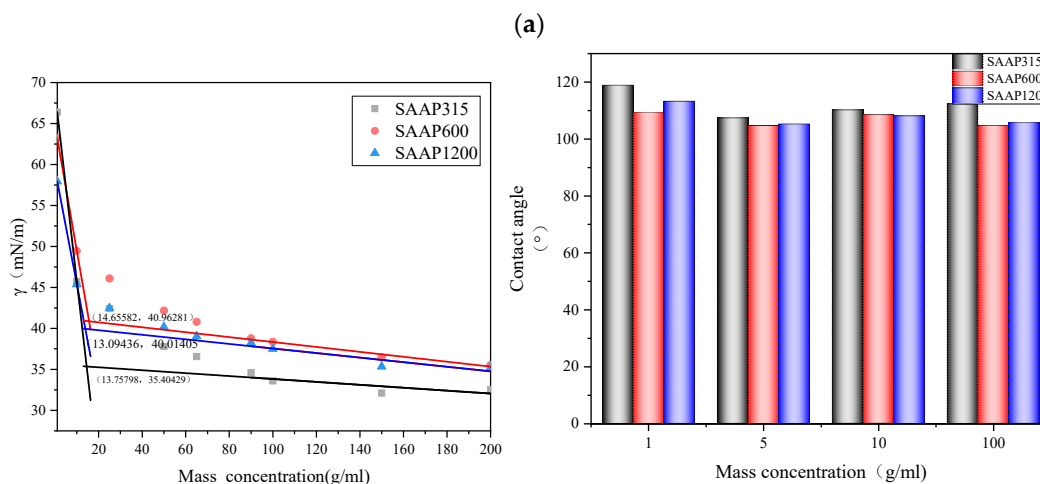 (a)
70
65
60
55
50
45
40
35
30
γ（mN/m)
SAAP315
SAAP600
SAAP1200
（14.65582，40.96281）
13.09436，40.01405
（13.75798，35.40429）
20 40 60 80 100 120 140 160 180 200
Mass concentration(g/ml)
120
100
80
60
40
20
0
Contact angle
（°）
SAAP315
SAAP600
SAAP120
1 5 10 100
Mass concentration（g/ml)